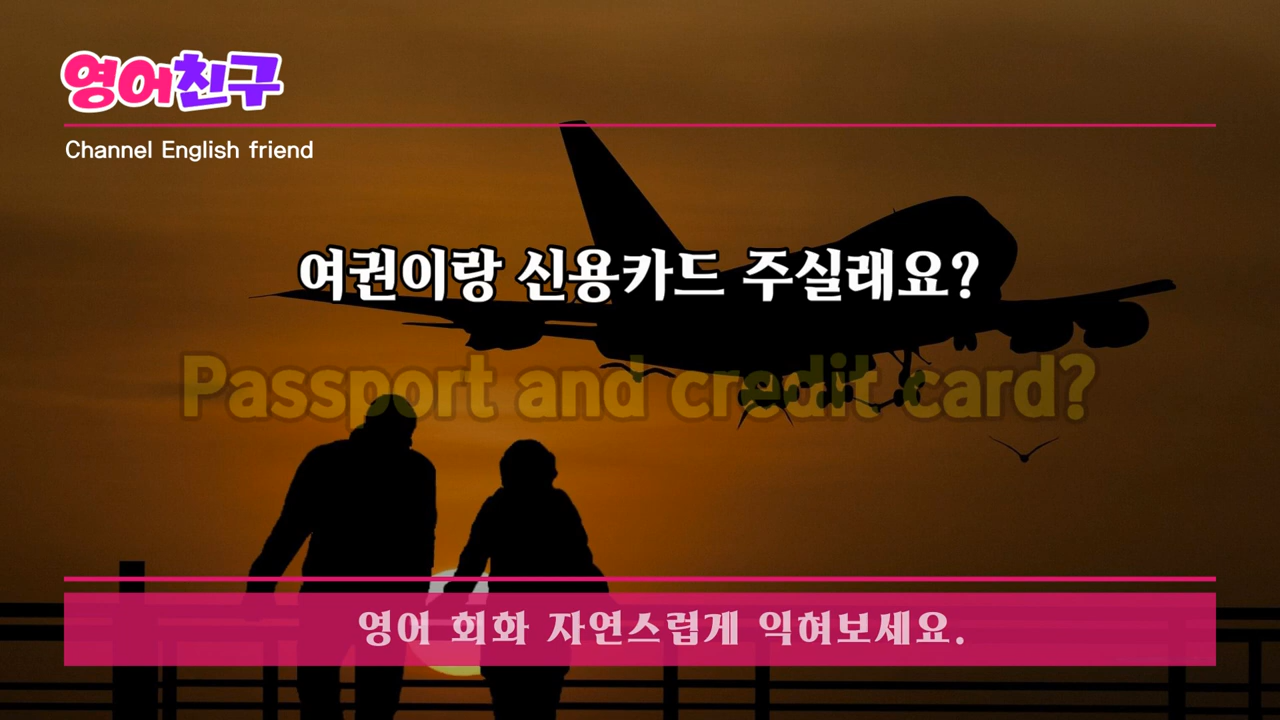 영어친구
Channel English friend
여권이랑 신용카드 주실래요?
Passport and credit card?
영어 회화 자연스럽게 익혀보세요.